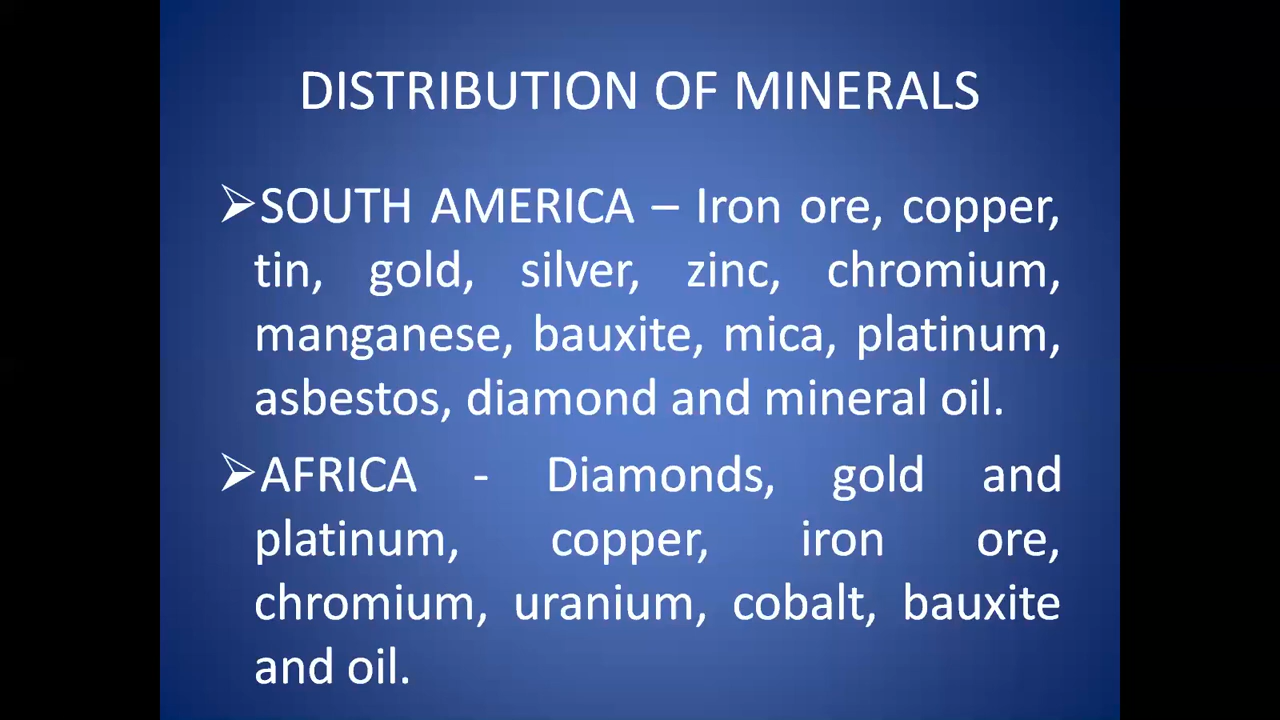 DISTRIBUTION OF MINERALS
➢SOUTH AMERICA – Iron ore, copper,
tin, gold, silver, zinc, chromium,
manganese, bauxite, mica, platinum,
asbestos, diamond and mineral oil.
➢AFRICA - Diamonds, gold and
platinum, copper, iron ore,
chromium, uranium, cobalt, bauxite
and oil.